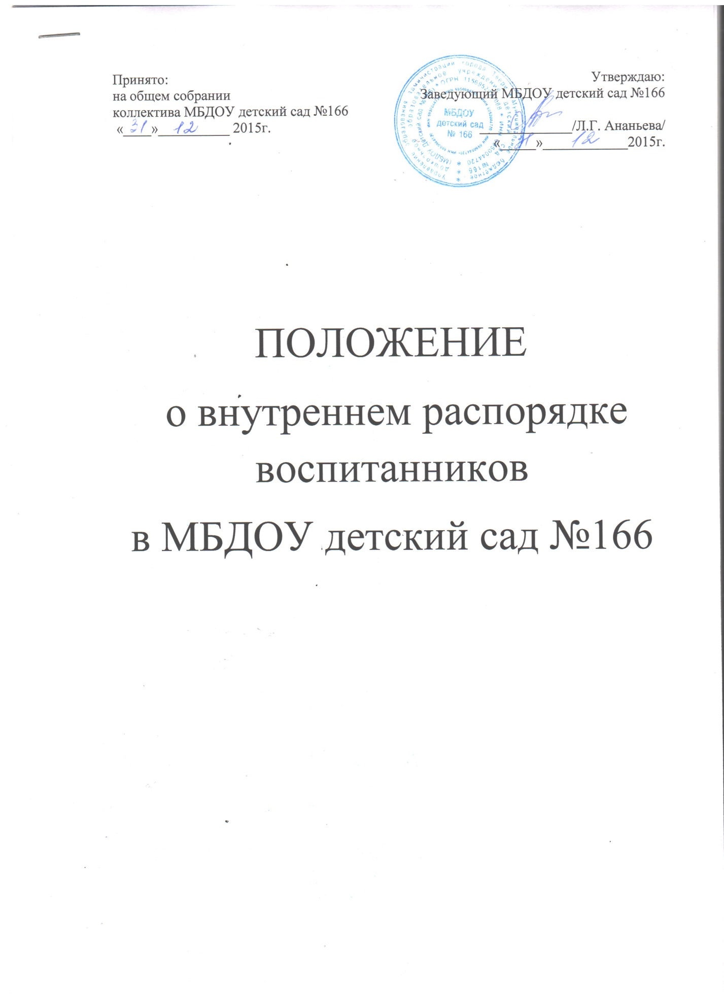 Принято:
на общем собрании
коллектива МБДОУ детский сад №166
«31» 12 2015г.
Утверждаю:
Заведующий МБДОУ детский сад №166
/Л.Г. Ананьева/
«31» 12 2015г.
МБДОУ
детский сад
№ 166
ПОЛОЖЕНИЕ
о внутреннем распорядке
воспитанников
в МБДОУ детский сад №166